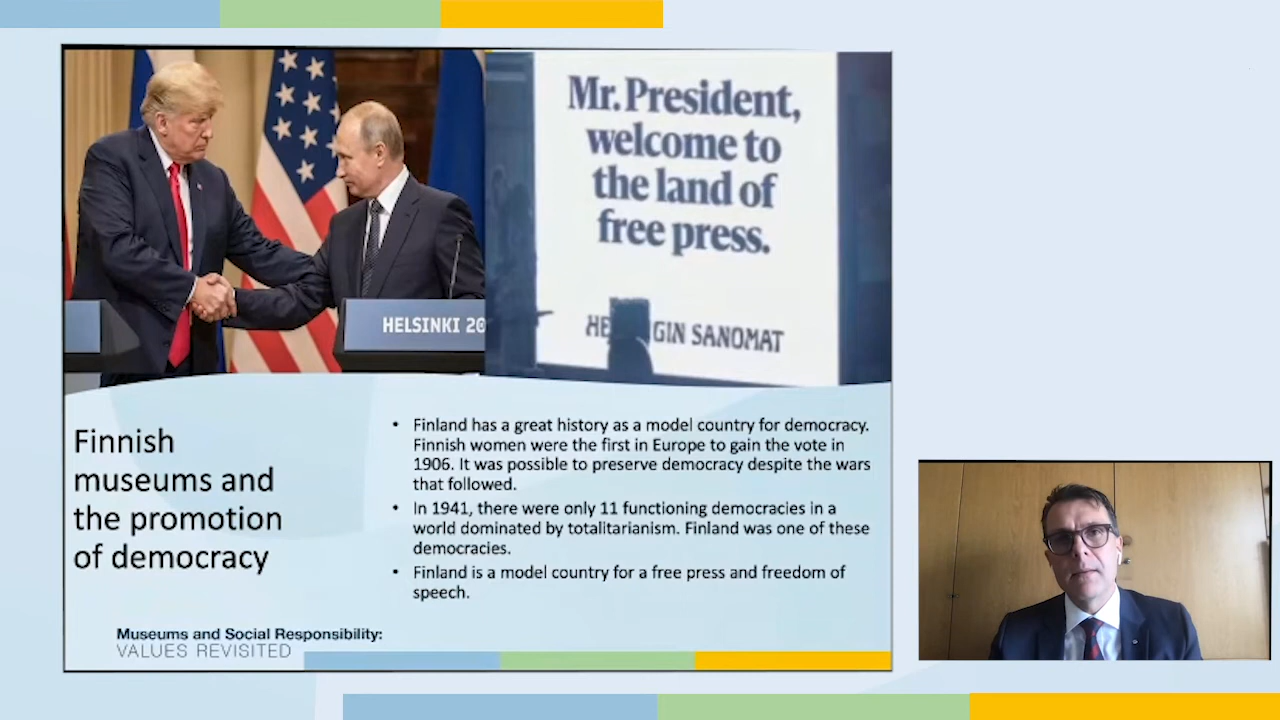 Mr. President,
welcome to
the land of
free press.
GIN SANOMAT
HELSINKI 20
Finnish
museums and
the promotion
of democracy
• Finland has a great history as a model country for democracy.
Finnish women were the first in Europe to gain the vote in
1906. It was possible to preserve democracy despite the wars
that followed.
• In 1941, there were only 11 functioning democracies in a
world dominated by totalitarianism. Finland was one of these
democracies.
• Finland is a model country for a free press and freedom of
speech.
Museums and Social Responsibility:
VALUES REVISITED